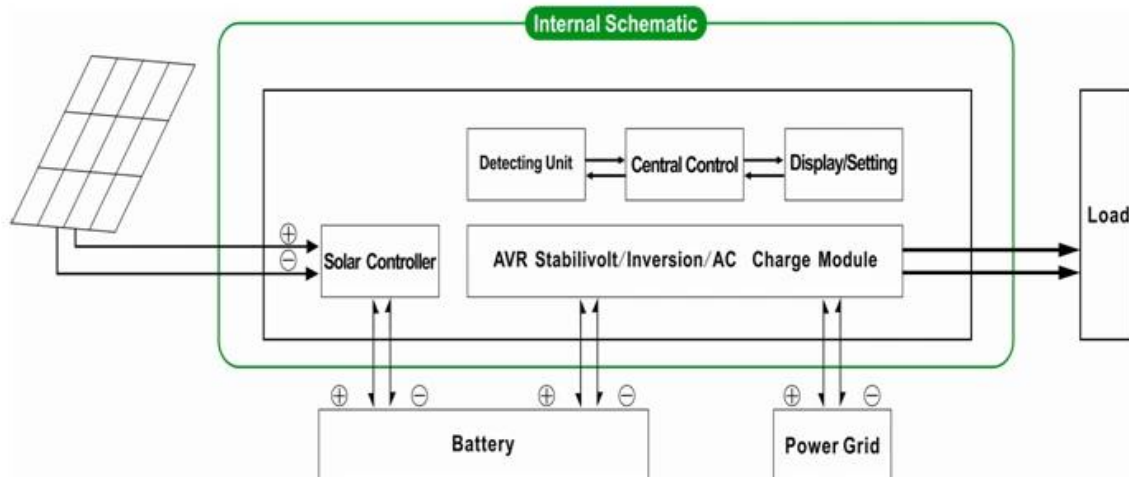 Internal Schematic
Detecting Unit
Central Control
Display/Setting
Load
⊕
⊖
Solar Controller
AVR Stabilivolt/Inversion/AC Charge Module
⊕ ⊖ ⊕ ⊖ ⊕ ⊖
Battery
Power Grid